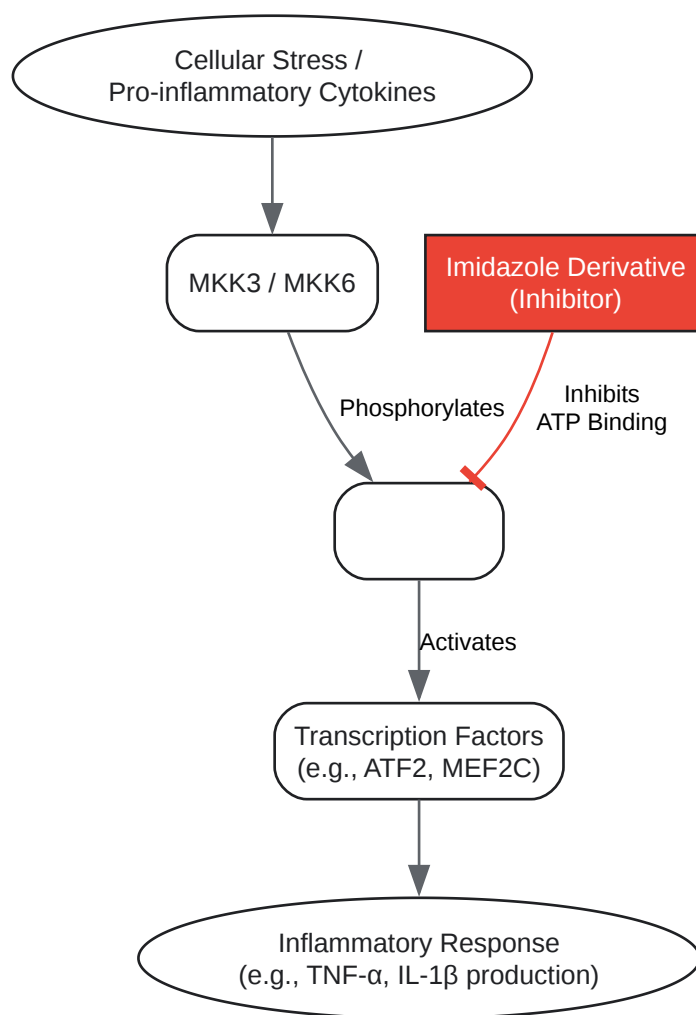 Cellular Stress /
Pro-inflammatory Cytokines
MKK3 / MKK6
Imidazole Derivative
(Inhibitor)
Phosphorylates
Inhibits
ATP Binding
Activates
Transcription Factors
(e.g., ATF2, MEF2C)
Inflammatory Response
(e.g., TNF-α, IL-1β production)